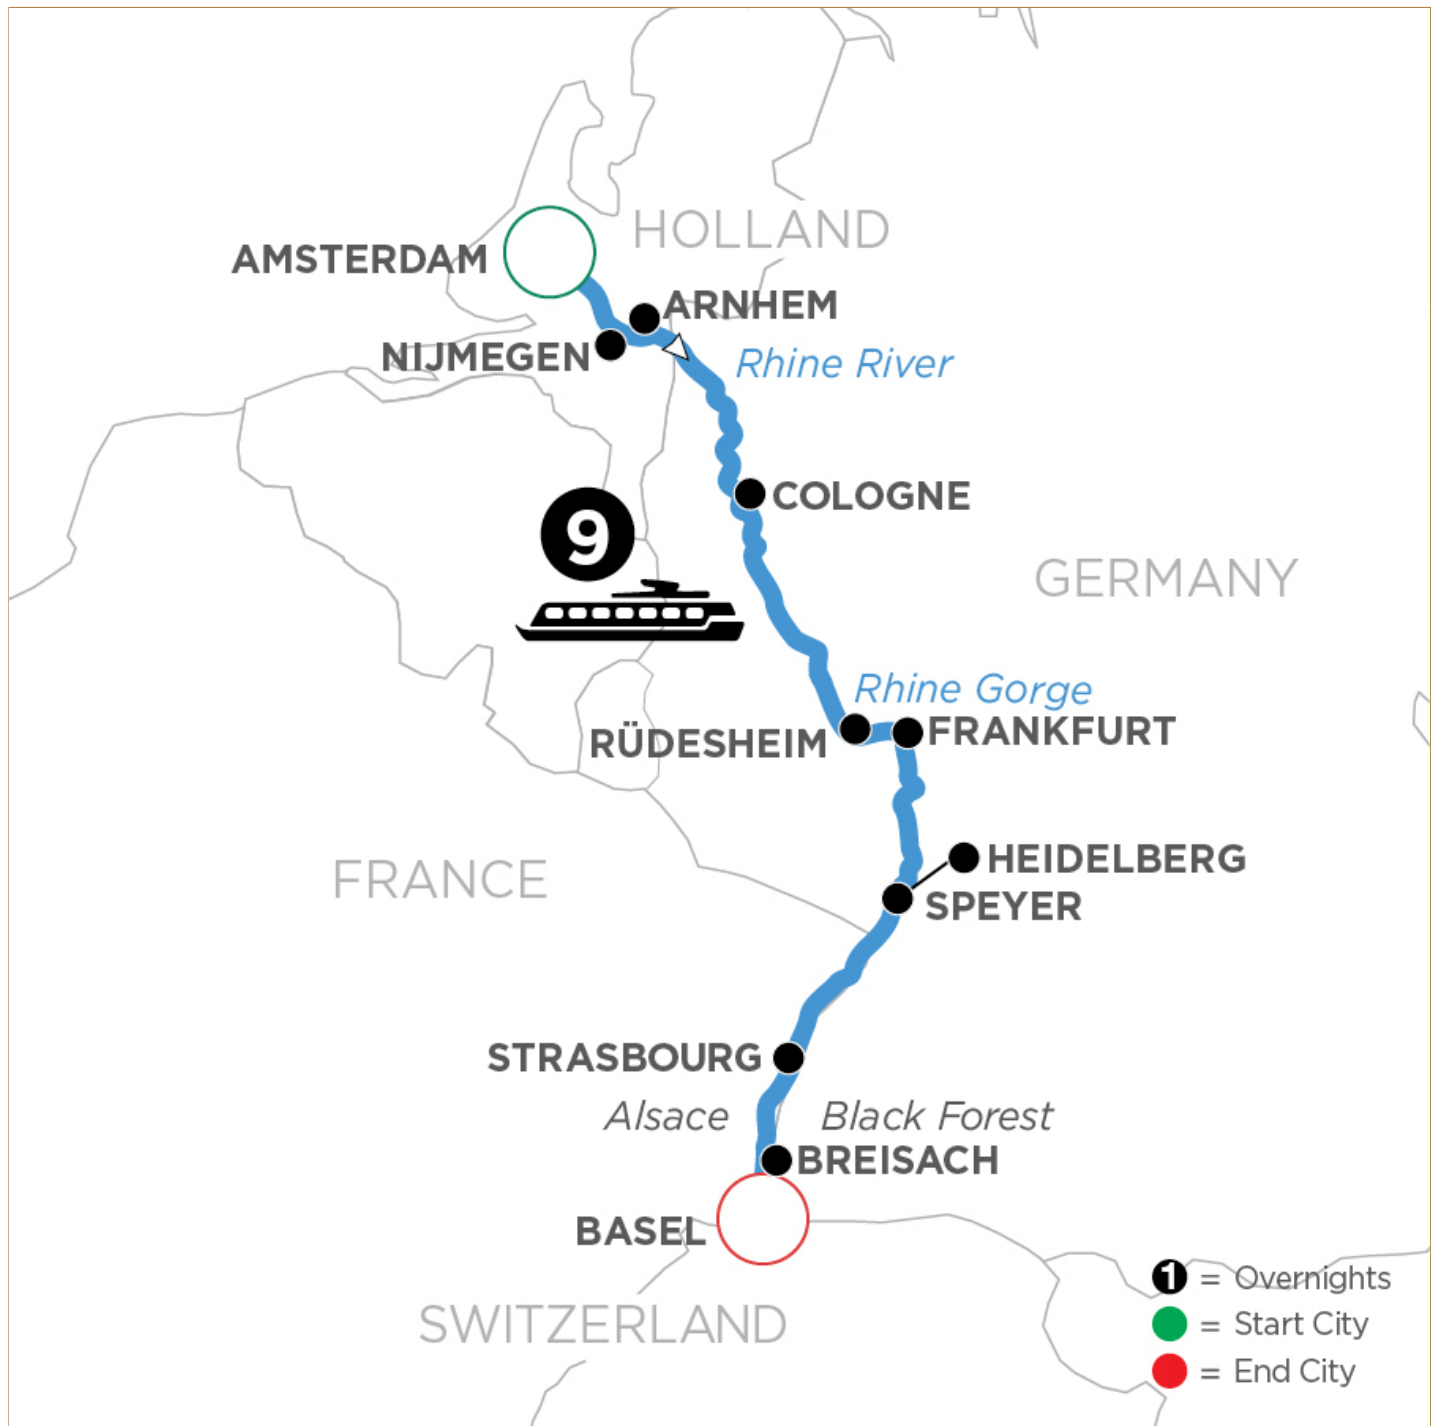 HOLLAND
AMSTERDAM
ARNHEM
NIJMEGEN
Rhine River
COLOGNE
9
GERMANY
Rhine Gorge
RÜDESHEIM
FRANKFURT
HEIDELBERG
FRANCE
SPEYER
STRASBOURG
Alsace
Black Forest
BREISACH
BASEL
1 = Overnights
SWITZERLAND
= Start City
= End City